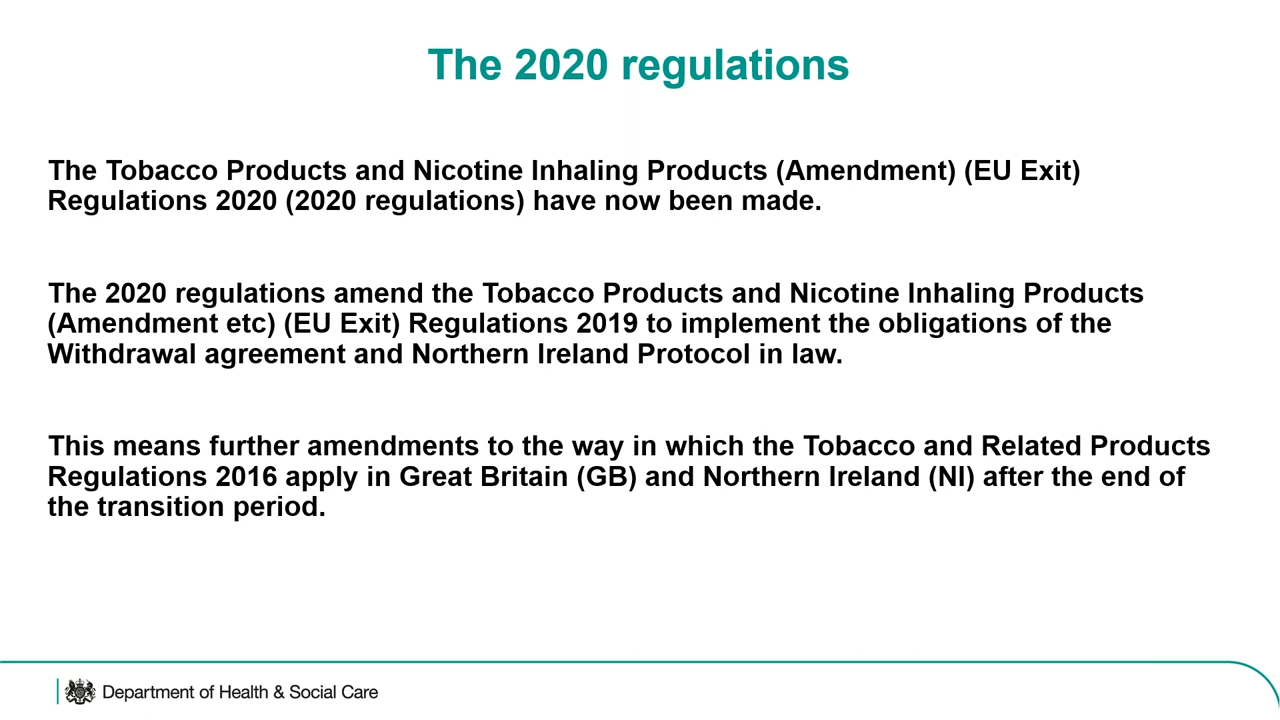 The 2020 regulations
The Tobacco Products and Nicotine Inhaling Products (Amendment) (EU Exit)
Regulations 2020 (2020 regulations) have now been made.
The 2020 regulations amend the Tobacco Products and Nicotine Inhaling Products
(Amendment etc) (EU Exit) Regulations 2019 to implement the obligations of the
Withdrawal agreement and Northern Ireland Protocol in law.
This means further amendments to the way in which the Tobacco and Related Products
Regulations 2016 apply in Great Britain (GB) and Northern Ireland (NI) after the end of
the transition period.
Department of Health & Social Care